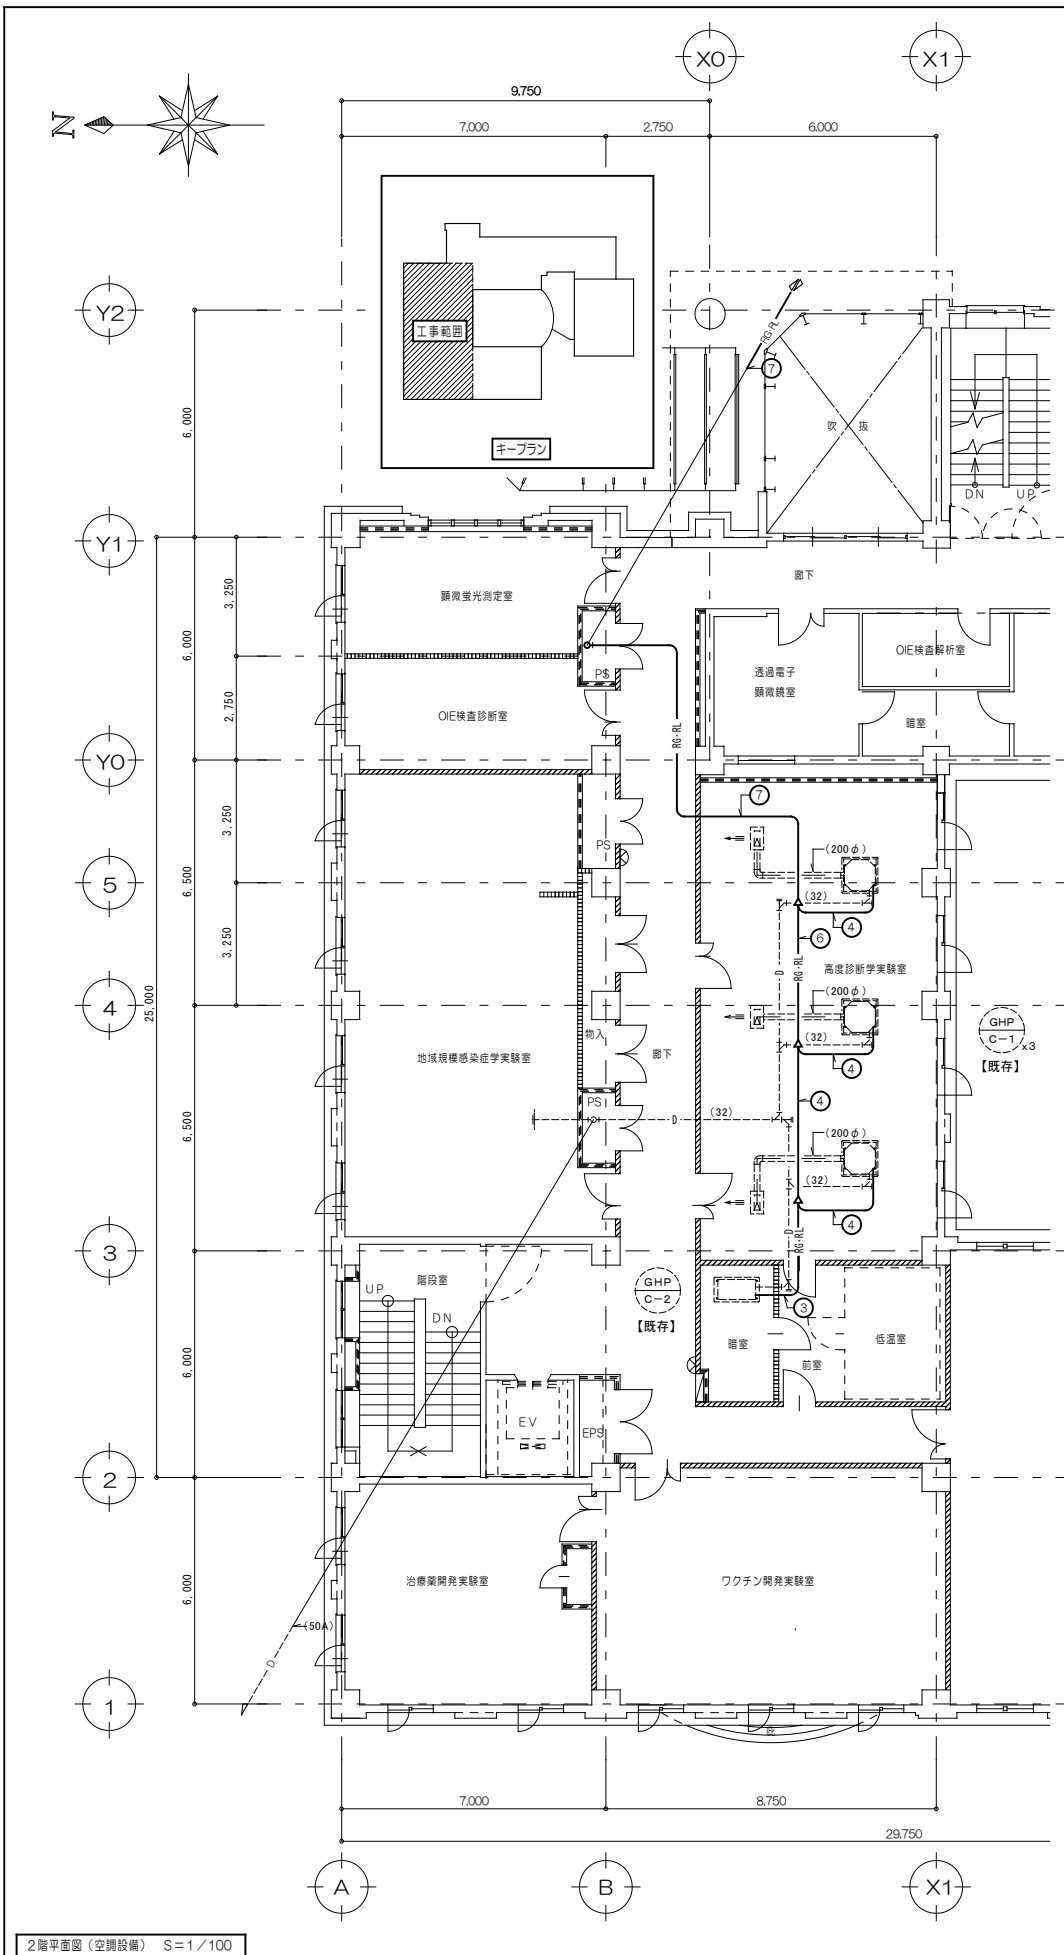 X0
X1
9.750
7.000
2.750
6.000
N
工事範囲
キープラン
Y2
RG・RL
7
吹 抜
DN
UP
6.000
Y1
3,250
6.000
2.750
25.000
顕微蛍光測定室
廊下
PS
透過電子
顕微鏡室
OIE検査解析室
OIE検査診断室
暗室
RG・RL
Y0
7
3.250
6.500
3.250
PS
(200φ)
5
(32)
4
6
D
RG・RL
高度診断学実験室
4
(200φ)
(32)
4
GHP
C-1 x3
【既存】
地域規模感染症学実験室
物入
廊下
PS
D
(32)
4
6.500
(200φ)
(32)
4
D
RG・RL
3
階段室
UP
DN
GHP
C-2
【既存】
3
暗室
前室
低温室
6.000
EV
EPS
2
治療薬開発実験室
ワクチン開発実験室
6.000
(50A)
D
1
庇
7.000
8.750
29.750
A
B
X1
2階平面図(空調設備) S=1/100